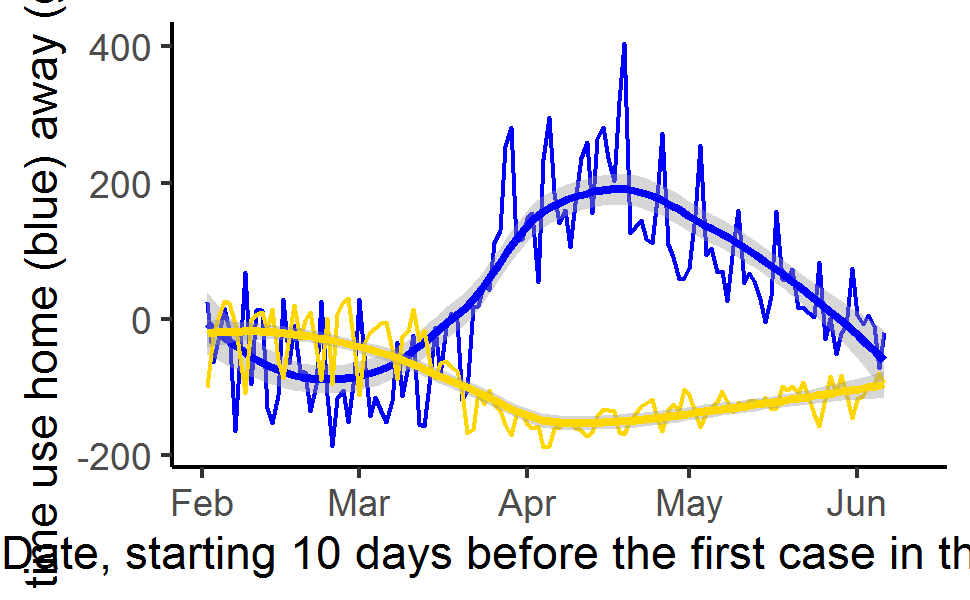 time use home (blue) away (
400
200
0
-200
Feb Mar Apr May Jun
Date, starting 10 days before the first case in th